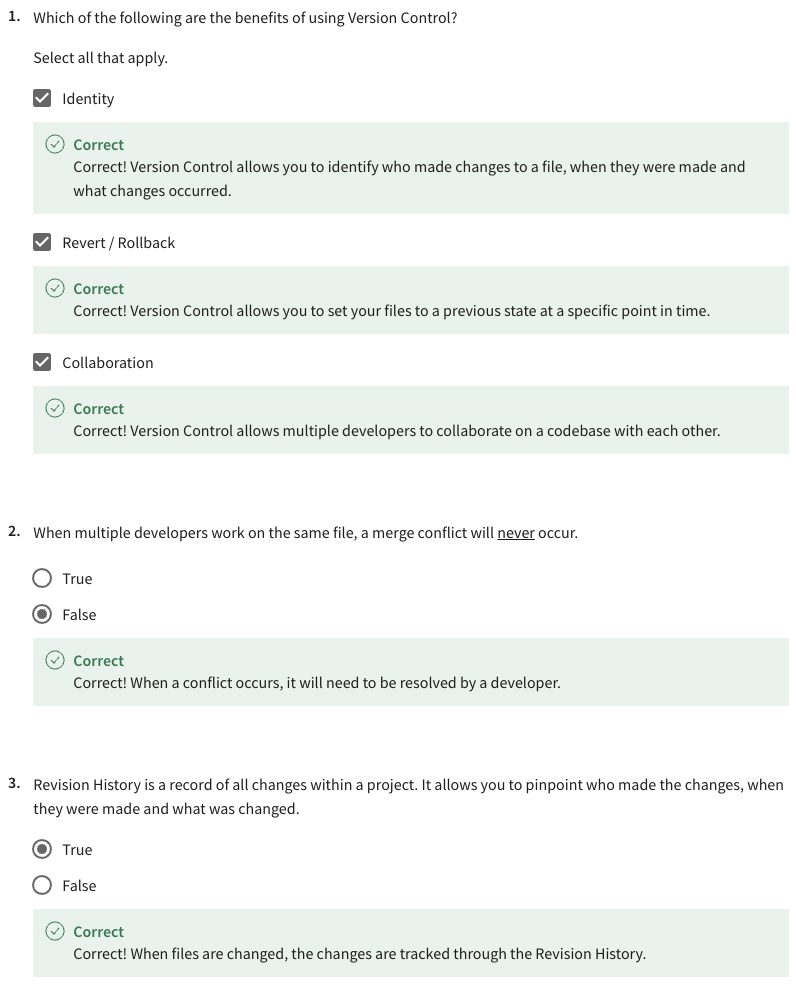 1. Which of the following are the benefits of using Version Control?
Select all that apply.
Identity
Correct
Correct! Version Control allows you to identify who made changes to a file, when they were made and
what changes occurred.
Revert / Rollback
Correct
Correct! Version Control allows you to set your files to a previous state at a specific point in time.
Collaboration
Correct
Correct! Version Control allows multiple developers to collaborate on a codebase with each other.
2. When multiple developers work on the same file, a merge conflict will never occur.
True
False
Correct
Correct! When a conflict occurs, it will need to be resolved by a developer.
3. Revision History is a record of all changes within a project. It allows you to pinpoint who made the changes, when
they were made and what was changed.
True
False
Correct
Correct! When files are changed, the changes are tracked through the Revision History.